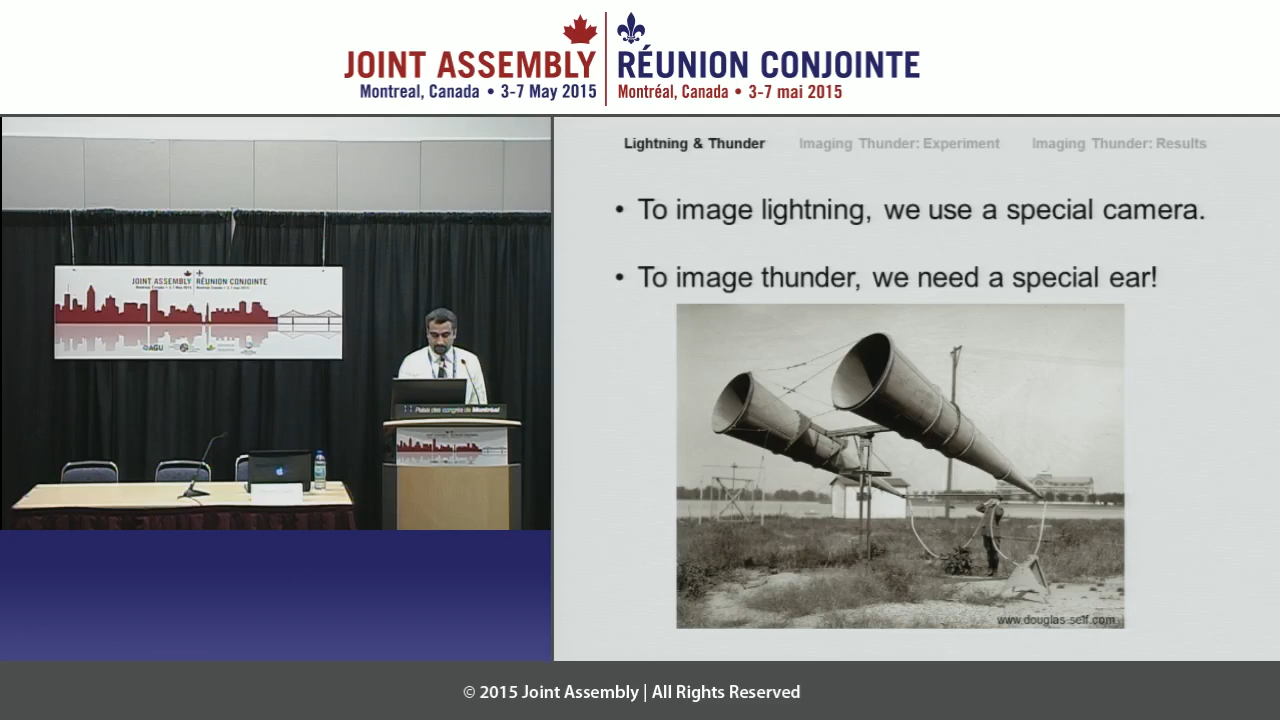 JOINT ASSEMBLY
Montreal, Canada • 3-7 May 2015
RÉUNION CONJOINTE
Montréal, Canada • 3-7 mai 2015
JOINT ASSEMBLY
RÉUNION CONJOINTE
AGU
Palais des congrès de Montréal
Lightning & Thunder
Imaging Thunder: Experiment
Imaging Thunder: Results
• To image lightning, we use a special camera.
• To image thunder, we need a special ear!
www.douglas-self.com
© 2015 Joint Assembly | All Rights Reserved